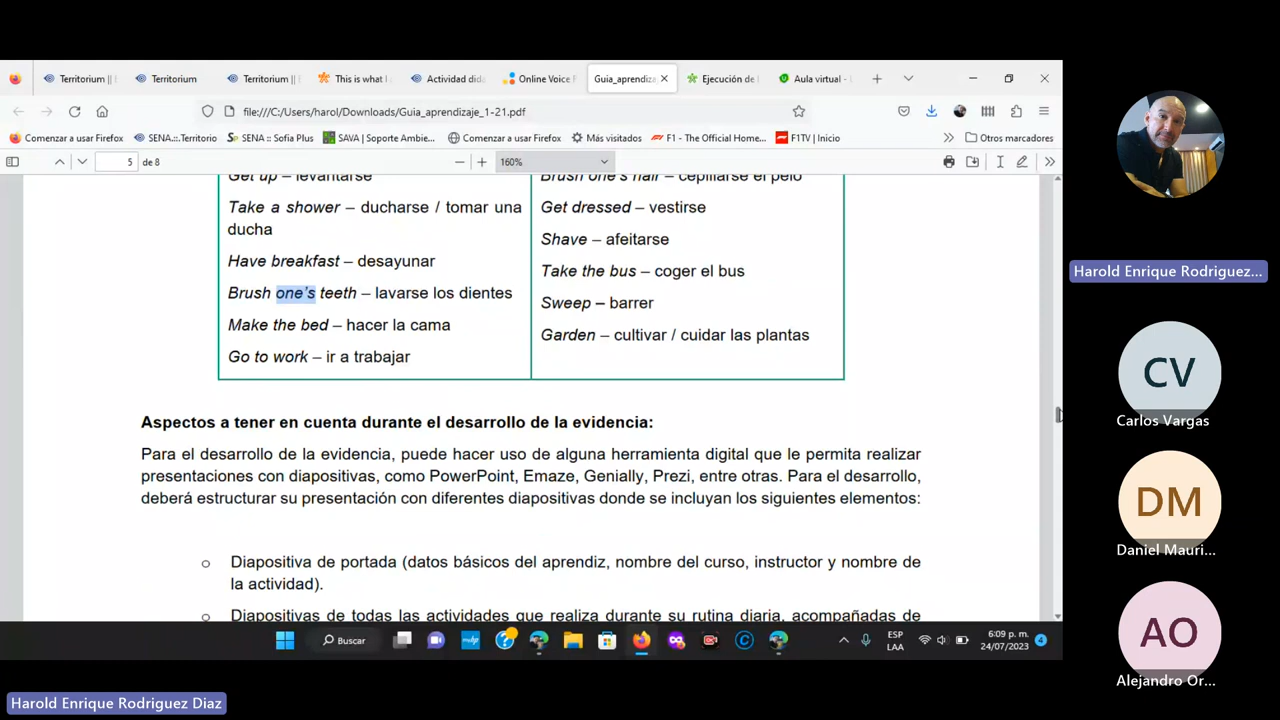 Territorium || E
Territorium
Territorium || E
This is what I
Actividad did
Online Voice R
Guia_aprendiza
Ejecución de
Aula virtual -
file:///C:/Users/harol/Downloads/Guia_aprendizaje_1-21.pdf
Comenzar a usar Firefox
SENA.::.Territorio
SENA :: Sofia Plus
SAVA | Soporte Ambie...
Comenzar a usar Firefox
Más visitados
F1 - The Official Home...
F1TV | Inicio
Otros marcadores
5 de 8
160%
Get up – levantarse
Take a shower – ducharse / tomar una
ducha
Have breakfast – desayunar
Brush one's teeth – lavarse los dientes
Make the bed – hacer la cama
Go to work – ir a trabajar
Brush one's hair – cepillarse el pelo
Get dressed – vestirse
Shave – afeitarse
Take the bus – coger el bus
Sweep – barrer
Garden – cultivar / cuidar las plantas
Aspectos a tener en cuenta durante el desarrollo de la evidencia:
Para el desarrollo de la evidencia, puede hacer uso de alguna herramienta digital que le permita realizar
presentaciones con diapositivas, como PowerPoint, Emaze, Genially, Prezi, entre otras. Para el desarrollo,
deberá estructurar su presentación con diferentes diapositivas donde se incluyan los siguientes elementos:
o Diapositiva de portada (datos básicos del aprendiz, nombre del curso, instructor y nombre de
la actividad).
o Diapositivas de todas las actividades que realiza durante su rutina diaria, acompañadas de
Buscar
ESP
LAA
6:09 p. m.
24/07/2023
4
Harold Enrique Rodriguez Diaz
Harold Enrique Rodriguez...
CV
Carlos Vargas
DM
Daniel Mauri...
AO
Alejandro Or...